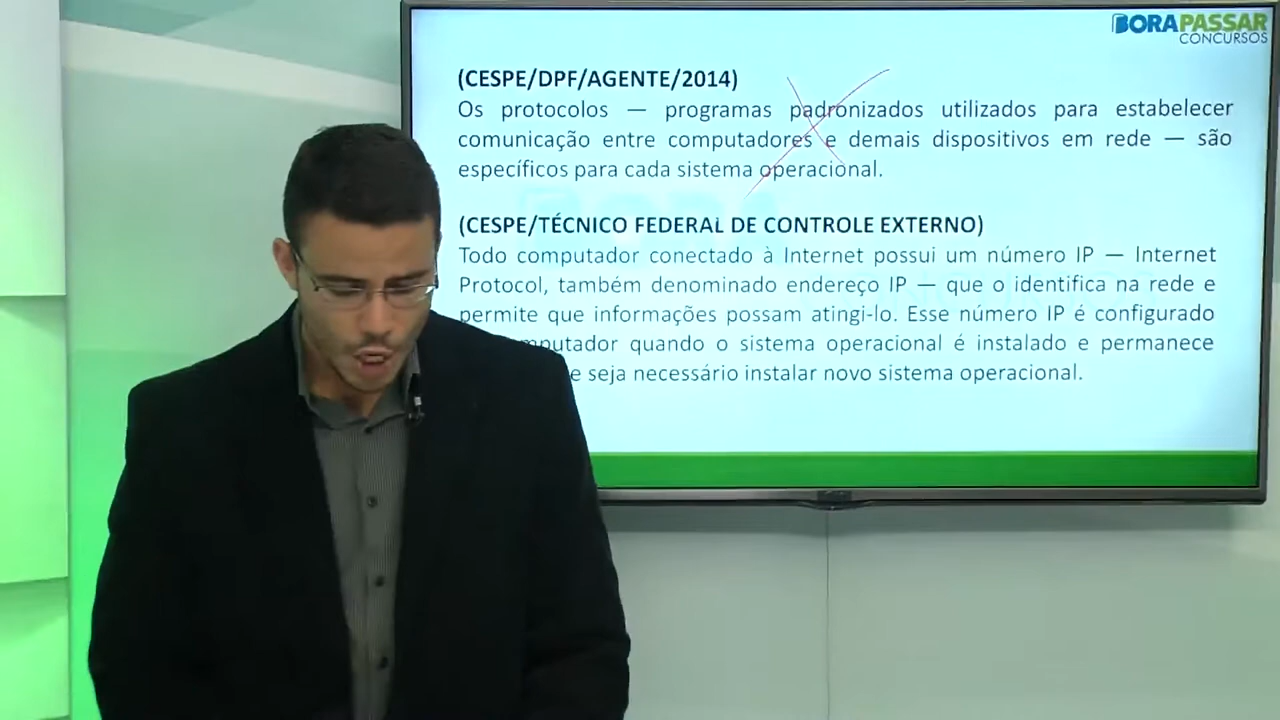 BORAPASSAR
CONCURSOS
(CESPE/DPF/AGENTE/2014)
Os protocolos — programas padronizados utilizados para estabelecer
comunicação entre computadores e demais dispositivos em rede — são
específicos para cada sistema operacional.
(CESPE/TÉCNICO FEDERAL DE CONTROLE EXTERNO)
Todo computador conectado à Internet possui um número IP — Internet
Protocol, também denominado endereço IP — que o identifica na rede e
permite que informações possam atingi-lo. Esse número IP é configurado
quando o sistema operacional é instalado e permanece
seja necessário instalar novo sistema operacional.